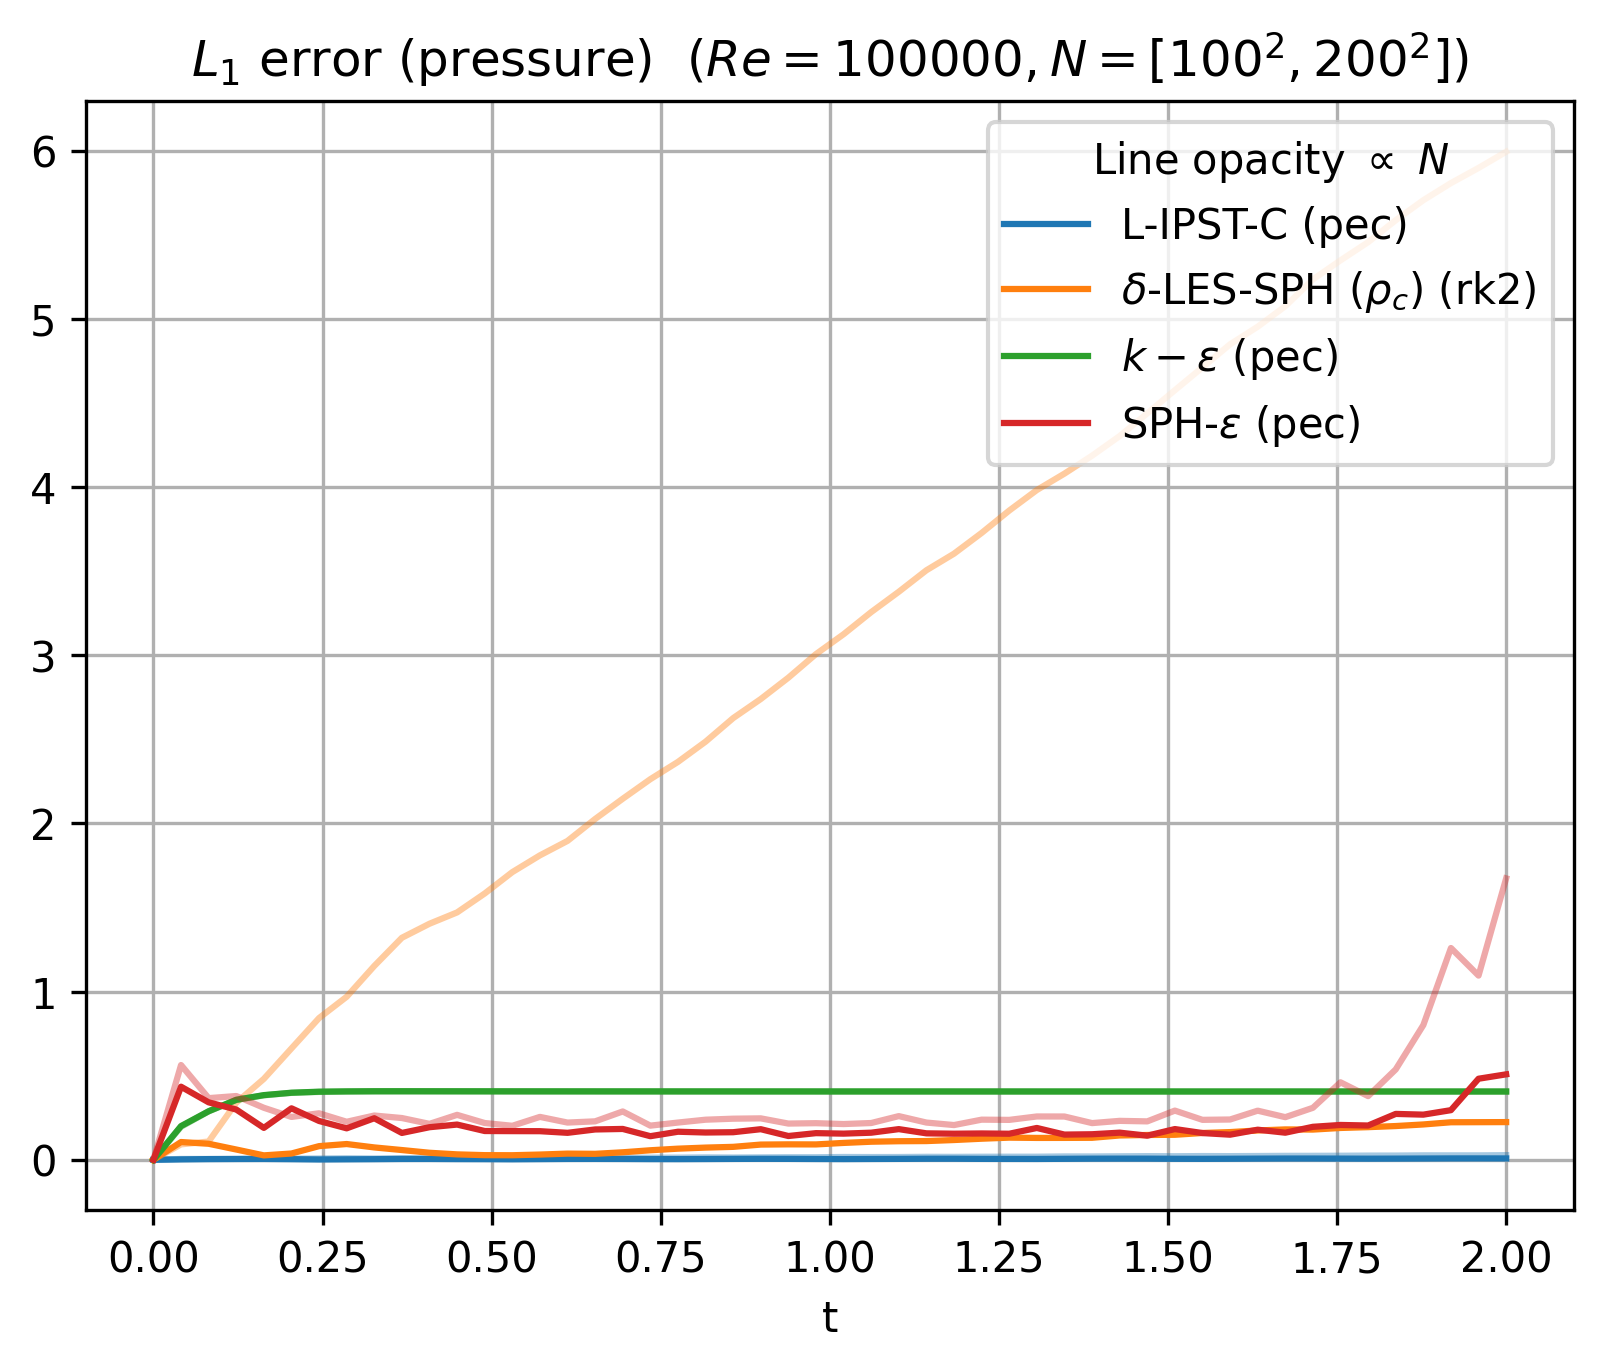 L₁ error (pressure) (Re = 100000, N = [100², 200²])
6
5
4
3
2
1
0
Line opacity ∝ N
L-IPST-C (pec)
δ-LES-SPH (ρ_c) (rk2)
k − ε (pec)
SPH-ε (pec)
0.00 0.25 0.50 0.75 1.00 1.25 1.50 1.75 2.00
t